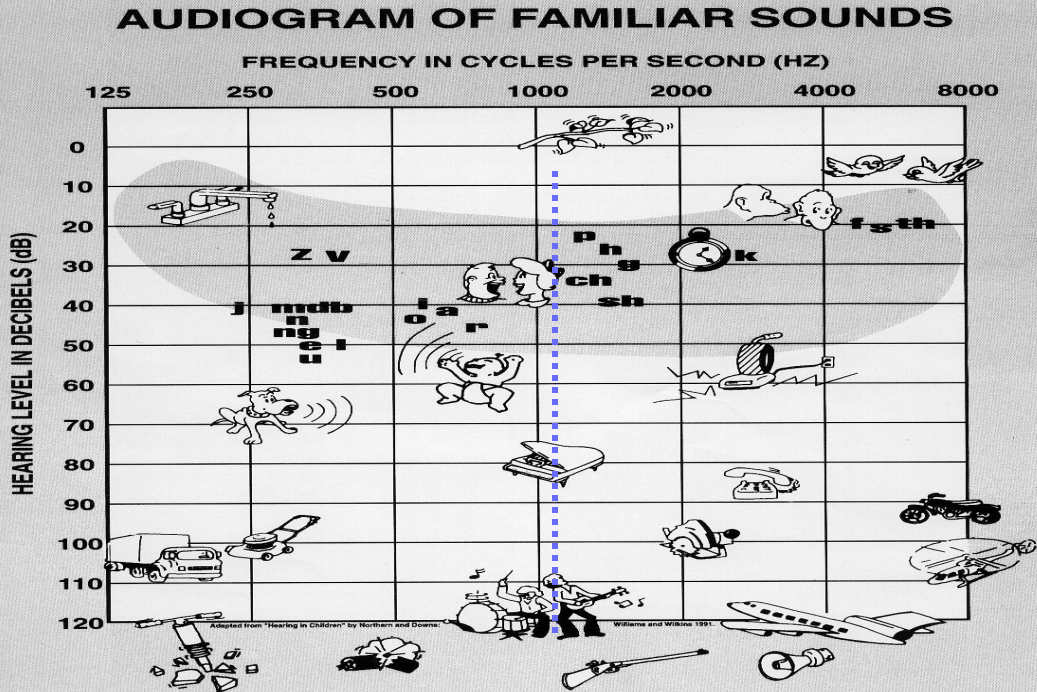 AUDIOGRAM OF FAMILIAR SOUNDS
FREQUENCY IN CYCLES PER SECOND (HZ)
125 250 500 1000 2000 4000 8000
HEARING LEVEL IN DECIBELS (dB)
0
10
20
f s th
p
h
z v
g
k
30
ch
sh
40
j mdb
i
a
n
o
r
ng
50
e l
u
60
70
80
90
100
110
120
Adapted from "Hearing in Children" by Northern and Downs: Williams and Wilkins 1991.